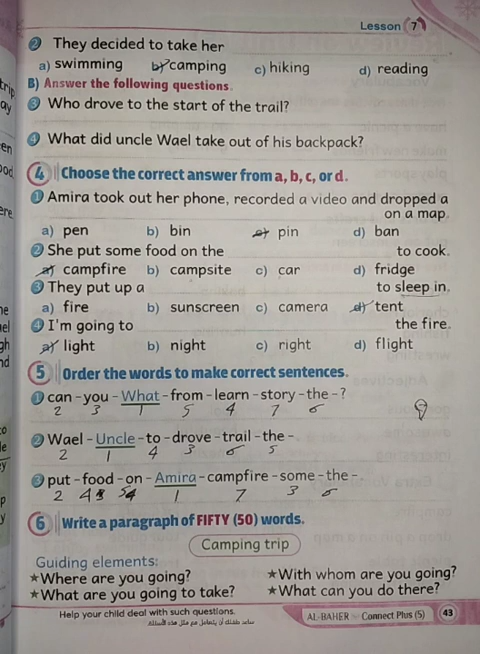 Lesson 7
2 They decided to take her
a) swimming b) camping c) hiking d) reading
B) Answer the following questions.
3 Who drove to the start of the trail?
4 What did uncle Wael take out of his backpack?
4 Choose the correct answer from a, b, c, or d.
1 Amira took out her phone, recorded a video and dropped a
on a map.
a) pen b) bin c) pin d) ban
2 She put some food on the to cook.
a) campfire b) campsite c) car d) fridge
3 They put up a to sleep in.
a) fire b) sunscreen c) camera d) tent
4 I'm going to the fire.
a) light b) night c) right d) flight
5 Order the words to make correct sentences.
1 can - you - What - from - learn - story - the - ?
2 3 1 5 4 7 6
2 Wael - Uncle - to - drove - trail - the -
2 1 4 3 6 5
3 put - food - on - Amira - campfire - some - the -
2 4 5 1 7 3 6
6 Write a paragraph of FIFTY (50) words.
Camping trip
Guiding elements:
★ Where are you going? ★ With whom are you going?
★ What are you going to take? ★ What can you do there?
Help your child deal with such questions.
ساعد طفلك أن يتعامل مع مثل هذه الأسئلة.
AL-BAHER Connect Plus (5) 43